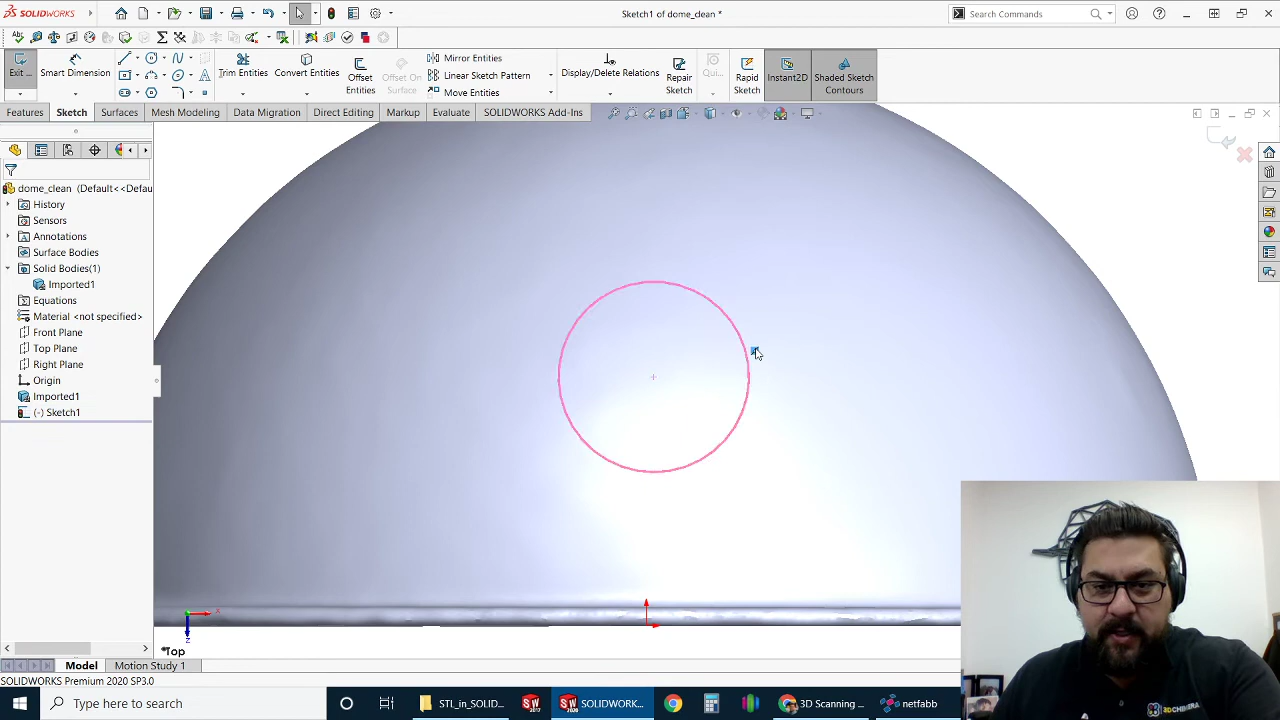 SOLIDWORKS
Sketch1 of dome_clean *
Search Commands
Exit ...
Smart Dimension
Trim Entities
Convert Entities
Offset Entities
Offset On Surface
Mirror Entities
Linear Sketch Pattern
Move Entities
Display/Delete Relations
Repair Sketch
Qui...
Rapid Sketch
Instant2D
Shaded Sketch Contours
Features
Sketch
Surfaces
Mesh Modeling
Data Migration
Direct Editing
Markup
Evaluate
SOLIDWORKS Add-Ins
dome_clean (Default<<Defau
History
Sensors
Annotations
Surface Bodies
Solid Bodies(1)
Imported1
Equations
Material <not specified>
Front Plane
Top Plane
Right Plane
Origin
Imported1
(-) Sketch1
x
z
*Top
Model
Motion Study 1
SOLIDWORKS Premium 2020 SP3.0
3DCHIMERA
Type here to search
STL_in_SOLID...
SOLIDWORK...
3D Scanning ...
netfabb